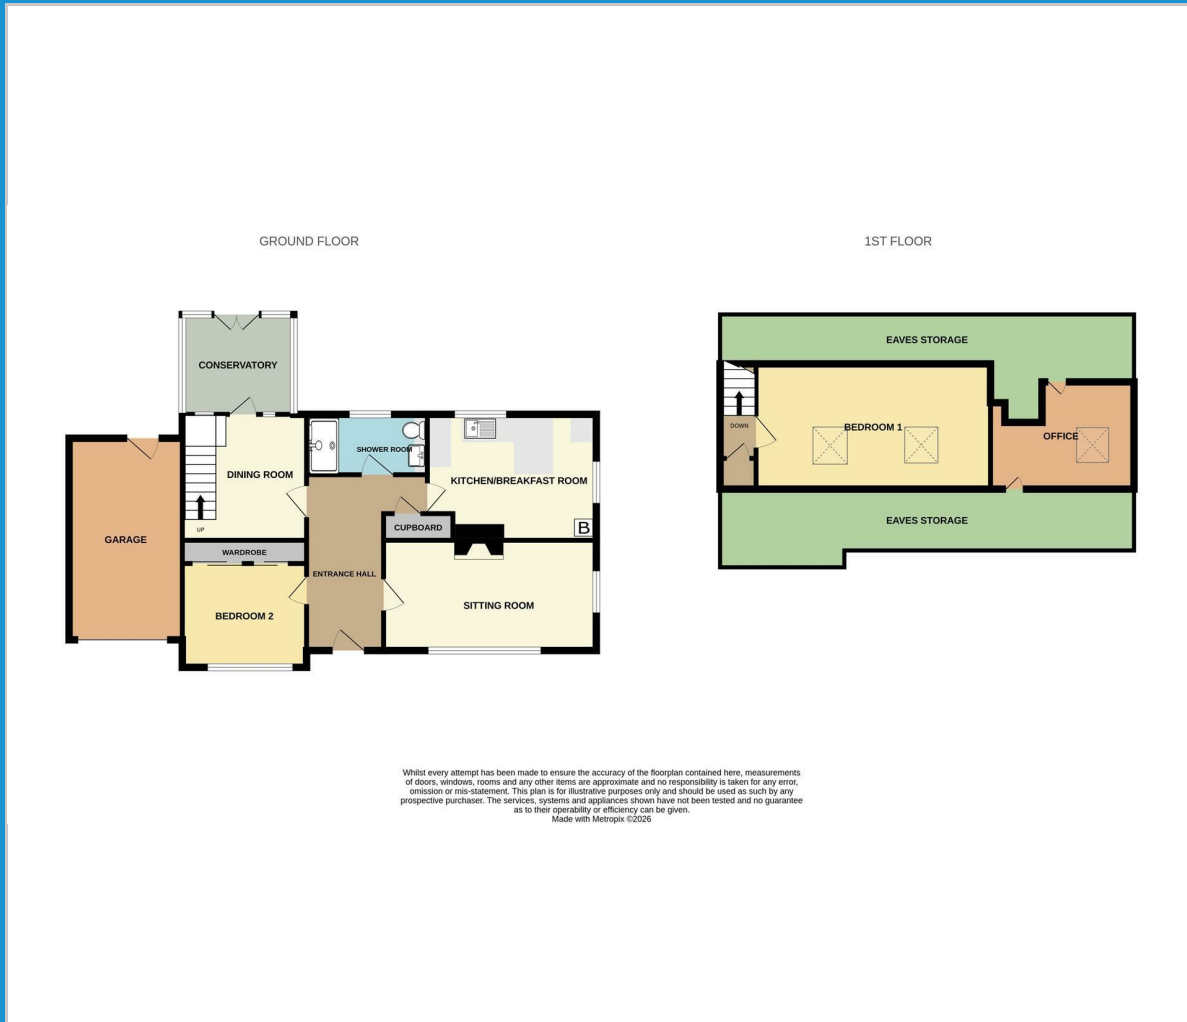 GROUND FLOOR
1ST FLOOR
CONSERVATORY
DINING ROOM
UP
SHOWER ROOM
KITCHEN/BREAKFAST ROOM
B
CUPBOARD
GARAGE
WARDROBE
ENTRANCE HALL
BEDROOM 2
SITTING ROOM
EAVES STORAGE
DOWN
BEDROOM 1
OFFICE
EAVES STORAGE
Whilst every attempt has been made to ensure the accuracy of the floorplan contained here, measurements
of doors, windows, rooms and any other items are approximate and no responsibility is taken for any error,
omission or mis-statement. This plan is for illustrative purposes only and should be used as such by any
prospective purchaser. The services, systems and appliances shown have not been tested and no guarantee
as to their operability or efficiency can be given.
Made with Metropix ©2026